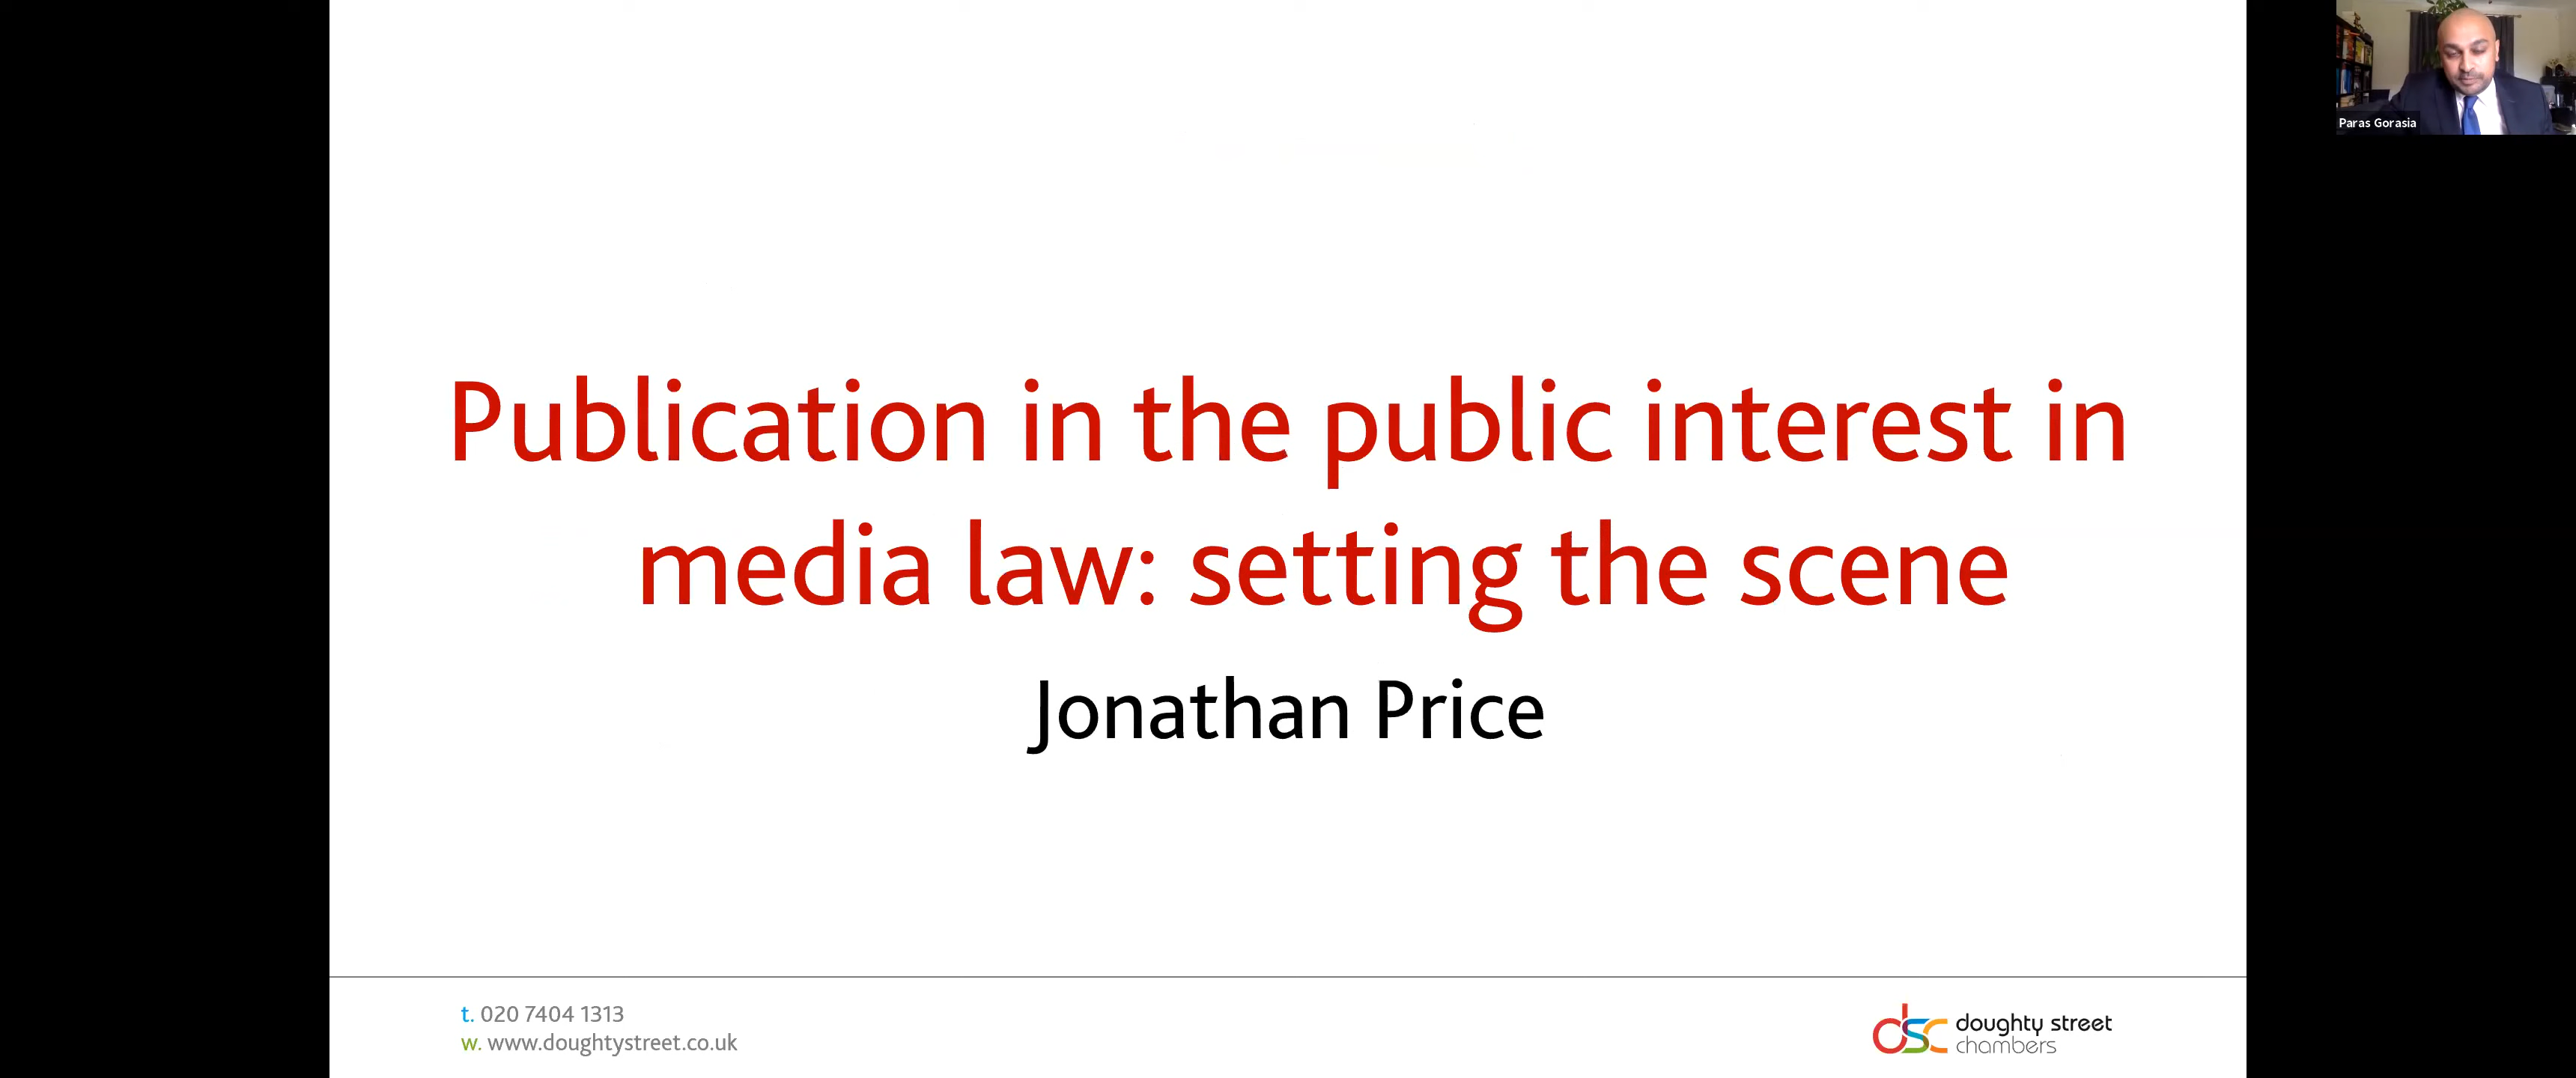 Publication in the public interest in
media law: setting the scene
Jonathan Price
Paras Gorasia
t. 020 7404 1313
w. www.doughtystreet.co.uk
dsc doughty street
chambers